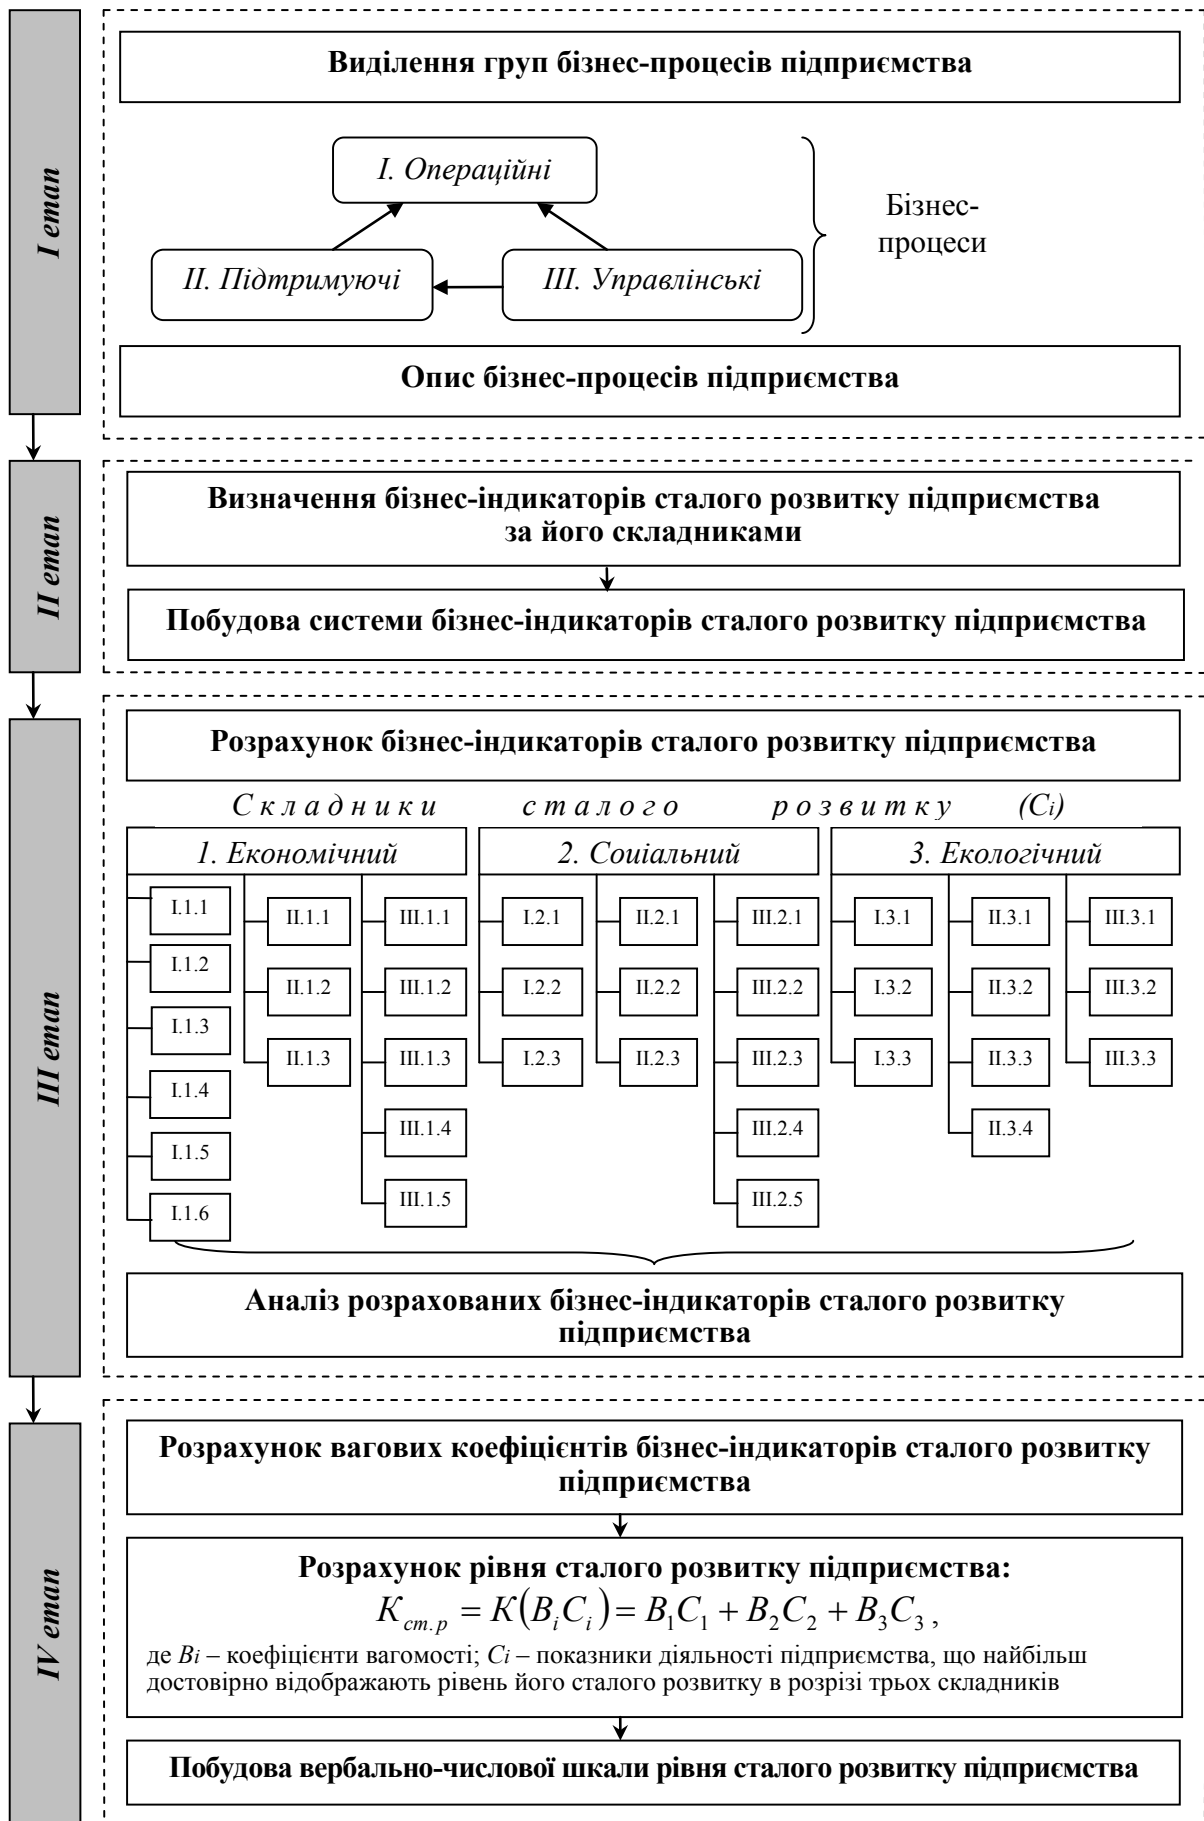 I етап
Виділення груп бізнес-процесів підприємства
I. Операційні
II. Підтримуючі
III. Управлінські
Бізнес-
процеси
Опис бізнес-процесів підприємства
II етап
Визначення бізнес-індикаторів сталого розвитку підприємства
за його складниками
Побудова системи бізнес-індикаторів сталого розвитку підприємства
III етап
Розрахунок бізнес-індикаторів сталого розвитку підприємства
Складники сталого розвитку (Ci)
1. Економічний
2. Соціальний
3. Екологічний
I.1.1
I.1.2
I.1.3
I.1.4
I.1.5
I.1.6
II.1.1
II.1.2
II.1.3
III.1.1
III.1.2
III.1.3
III.1.4
III.1.5
I.2.1
I.2.2
I.2.3
II.2.1
II.2.2
II.2.3
III.2.1
III.2.2
III.2.3
III.2.4
III.2.5
I.3.1
I.3.2
I.3.3
II.3.1
II.3.2
II.3.3
II.3.4
III.3.1
III.3.2
III.3.3
Аналіз розрахованих бізнес-індикаторів сталого розвитку
підприємства
IV етап
Розрахунок вагових коефіцієнтів бізнес-індикаторів сталого розвитку
підприємства
Розрахунок рівня сталого розвитку підприємства:
K ст.р = K(BiCi) = B1C1 + B2C2 + B3C3 ,
де Bi – коефіцієнти вагомості; Ci – показники діяльності підприємства, що найбільш
достовірно відображають рівень його сталого розвитку в розрізі трьох складників
Побудова вербально-числової шкали рівня сталого розвитку підприємства